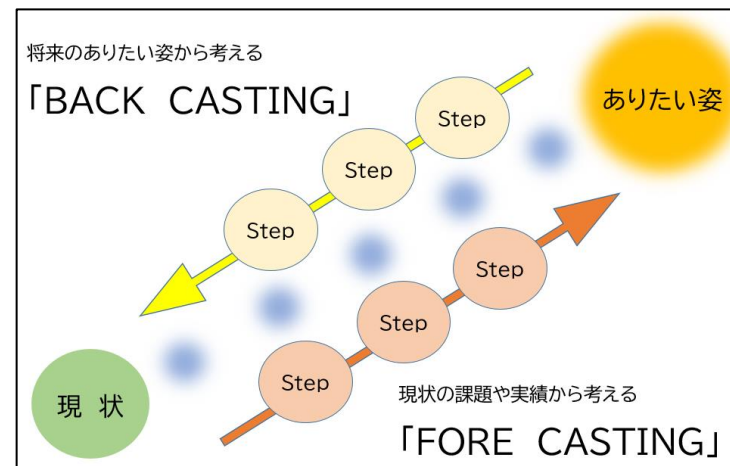 将来のありたい姿から考える
「BACK CASTING」
ありたい姿
Step
Step
Step
Step
Step
Step
現 状
現状の課題や実績から考える
「FORE CASTING」